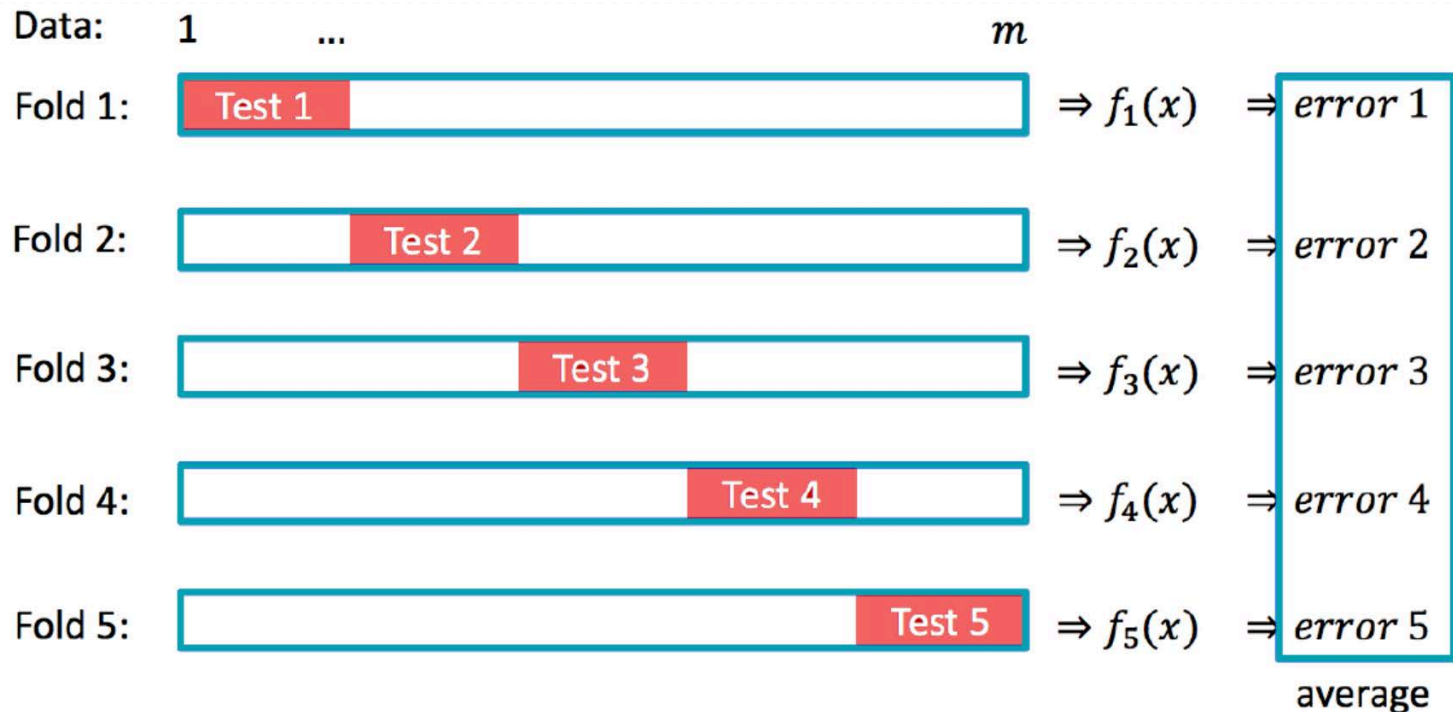 Data: 1 ... m
Fold 1: Test 1 ⇒ f₁(x) ⇒ error 1
Fold 2: Test 2 ⇒ f₂(x) ⇒ error 2
Fold 3: Test 3 ⇒ f₃(x) ⇒ error 3
Fold 4: Test 4 ⇒ f₄(x) ⇒ error 4
Fold 5: Test 5 ⇒ f₅(x) ⇒ error 5
average